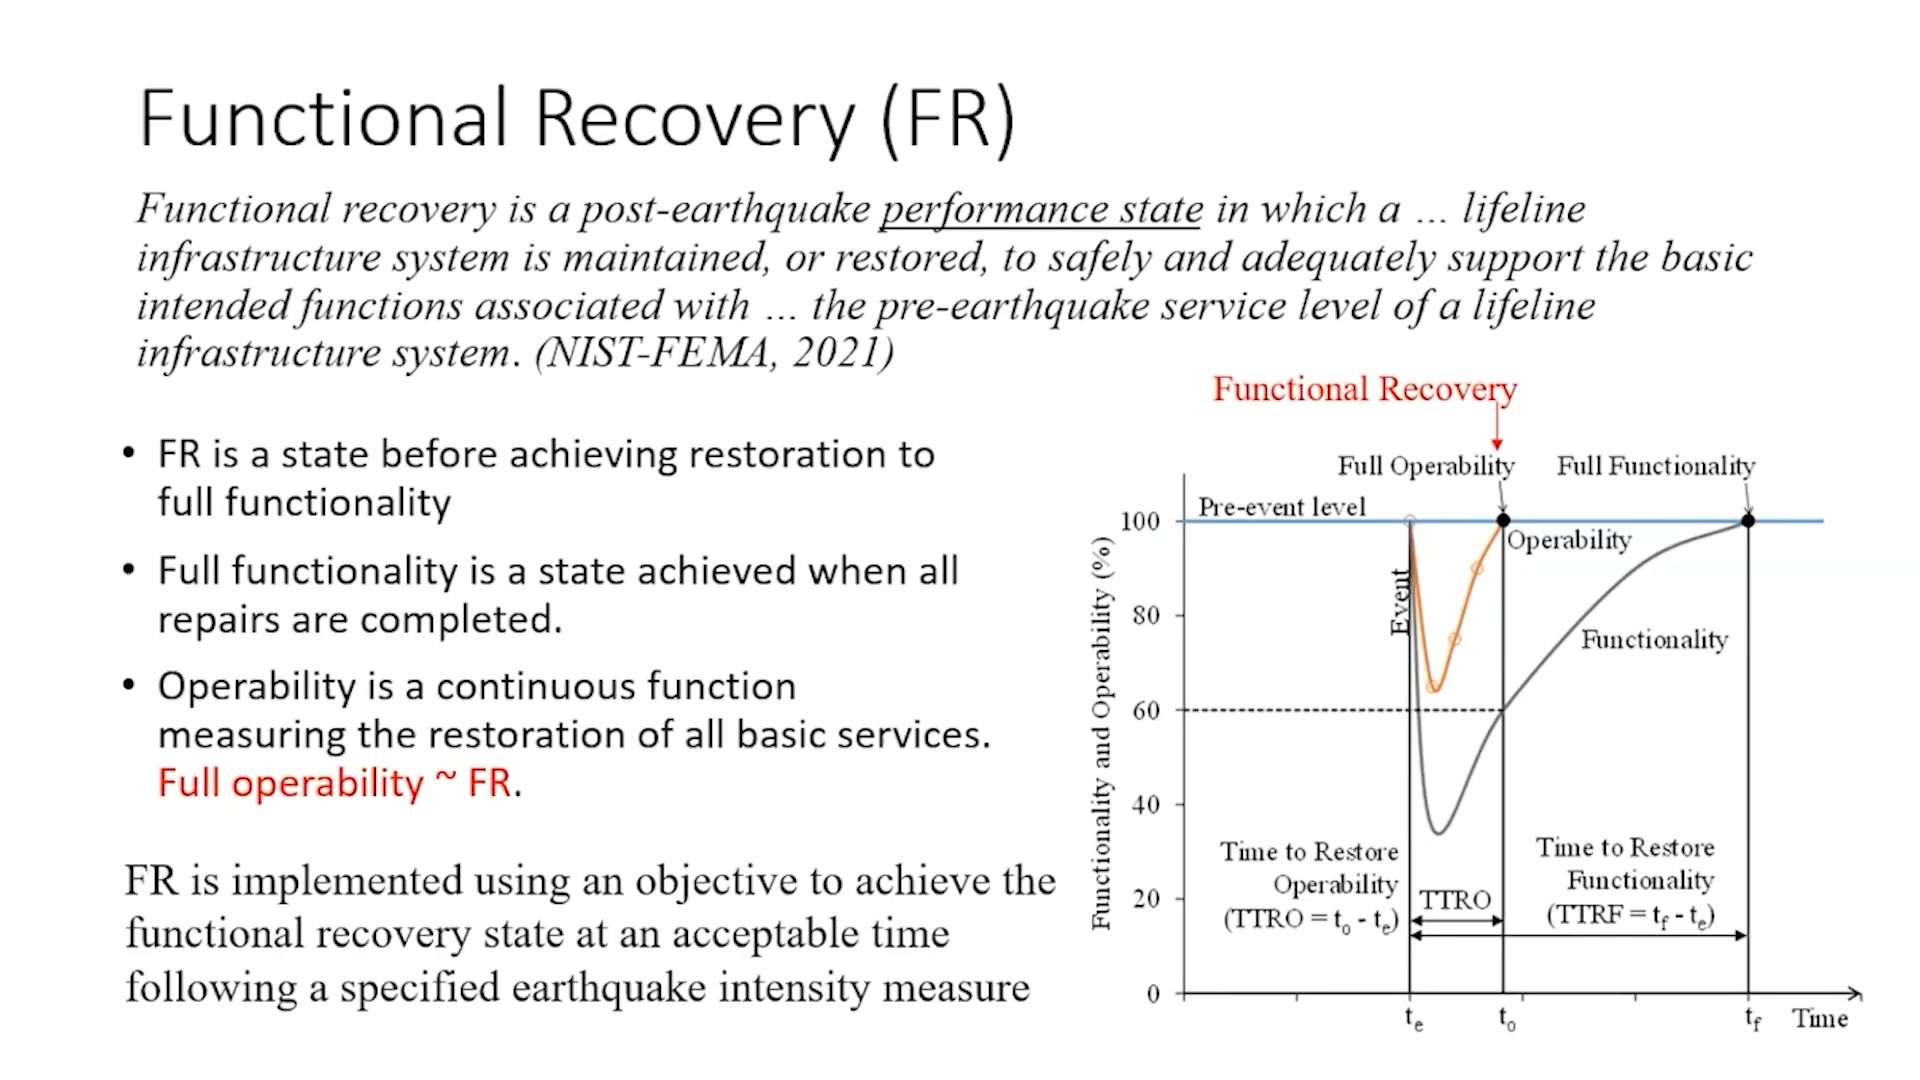 Functional Recovery (FR)
Functional recovery is a post-earthquake performance state in which a ... lifeline
infrastructure system is maintained, or restored, to safely and adequately support the basic
intended functions associated with ... the pre-earthquake service level of a lifeline
infrastructure system. (NIST-FEMA, 2021)
• FR is a state before achieving restoration to
full functionality
• Full functionality is a state achieved when all
repairs are completed.
• Operability is a continuous function
measuring the restoration of all basic services.
Full operability ~ FR.
FR is implemented using an objective to achieve the
functional recovery state at an acceptable time
following a specified earthquake intensity measure
Functional Recovery
Full Operability
Full Functionality
Pre-event level
Operability
Event
Functionality
Functionality and Operability (%)
100
80
60
40
20
0
Time to Restore
Operability
(TTRO = to - te)
TTRO
Time to Restore
Functionality
(TTRF = tf - te)
te
to
tf
Time